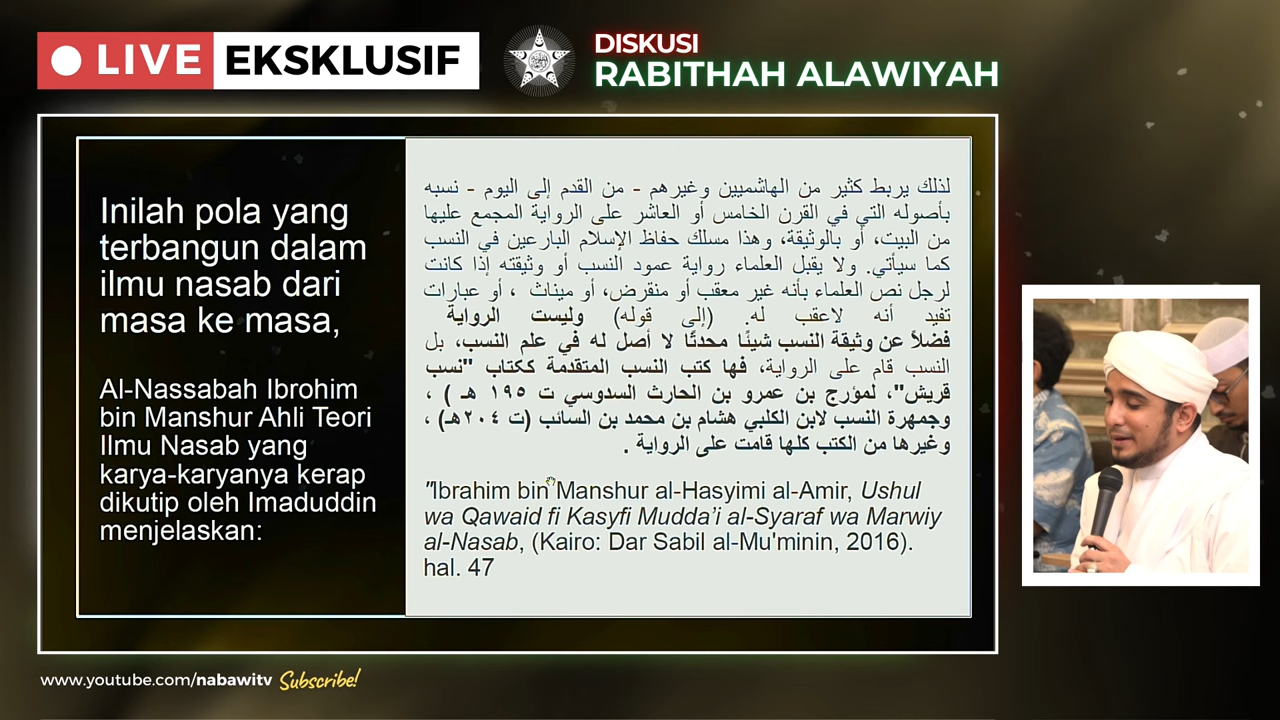 LIVE EKSKLUSIF
DISKUSI
RABITHAH ALAWIYAH
Inilah pola yang
terbangun dalam
ilmu nasab dari
masa ke masa,
Al-Nassabah Ibrohim
bin Manshur Ahli Teori
Ilmu Nasab yang
karya-karyanya kerap
dikutip oleh Imaduddin
menjelaskan:
لذلك يربط كثير من الهاشميين وغيرهم - من القدم إلى اليوم - نسبه
بأصوله التي في القرن الخامس أو العاشر على الرواية المجمع عليها
من البيت، أو بالوثيقة، وهذا مسلك حفاظ الإسلام البارعين في النسب
كما سيأتي. ولا يقبل العلماء رواية عمود النسب أو وثيقته إذا كانت
لرجل نص العلماء بأنه غير معقب أو منقرض، أو ميناث ، أو عبارات
تفيد أنه لاعقب له. (إلى قوله) وليست الرواية
فضلاً عن وثيقة النسب شيئًا محدثًا لا أصل له في علم النسب، بل
النسب قام على الرواية، فها كتب النسب المتقدمة ككتاب "نسب
قريش"، لمؤرج بن عمرو بن الحارث السدوسي ت ١٩٥ هـ ) ،
وجمهرة النسب لابن الكلبي هشام بن محمد بن السائب (ت ٢٠٤هـ) ،
وغيرها من الكتب كلها قامت على الرواية .
"Ibrahim bin Manshur al-Hasyimi al-Amir, Ushul
wa Qawaid fi Kasyfi Mudda'i al-Syaraf wa Marwiy
al-Nasab, (Kairo: Dar Sabil al-Mu'minin, 2016).
hal. 47
www.youtube.com/nabawitv Subscribe!